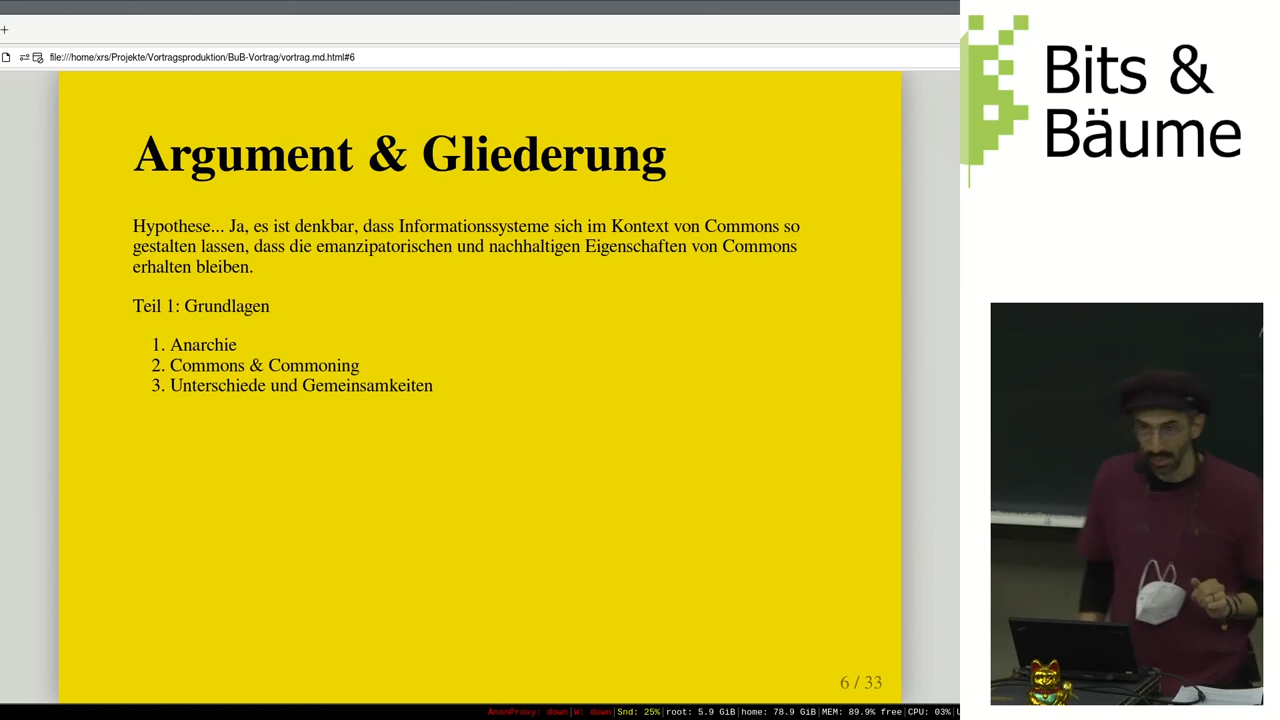 +
file:///home/xrs/Projekte/Vortragsproduktion/BuB-Vortrag/vortrag.md.html#6
Argument & Gliederung
Hypothese... Ja, es ist denkbar, dass Informationssysteme sich im Kontext von Commons so
gestalten lassen, dass die emanzipatorischen und nachhaltigen Eigenschaften von Commons
erhalten bleiben.
Teil 1: Grundlagen
1. Anarchie
2. Commons & Commoning
3. Unterschiede und Gemeinsamkeiten
6 / 33
AnonProxy: down|W: down|Snd: 25%|root: 5.9 GiB|home: 78.9 GiB|MEM: 89.9% free|CPU: 03%|
Bits &
Bäume